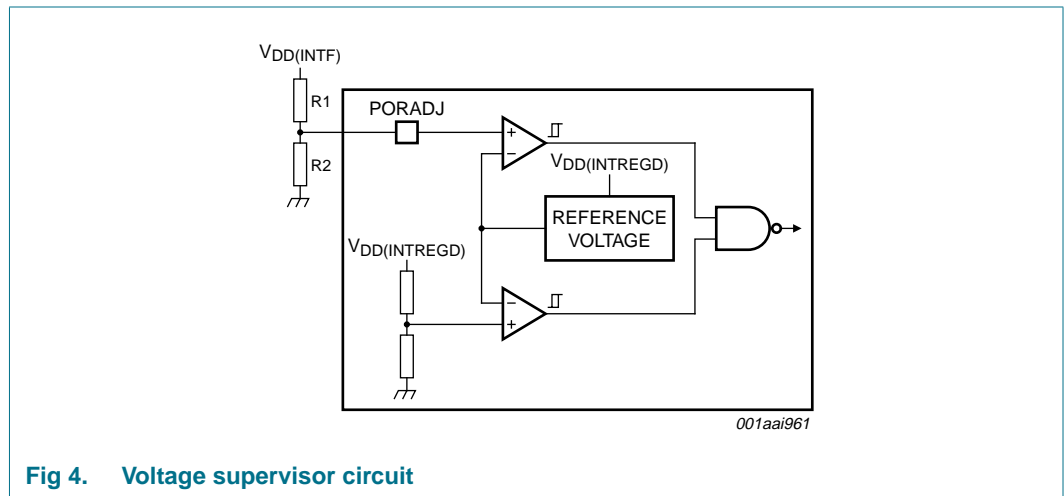 VDD(INTF)
R1
R2
PORADJ
+
−
VDD(INTREGD)
REFERENCE
VOLTAGE
VDD(INTREGD)
−
+
001aai961
Fig 4. Voltage supervisor circuit